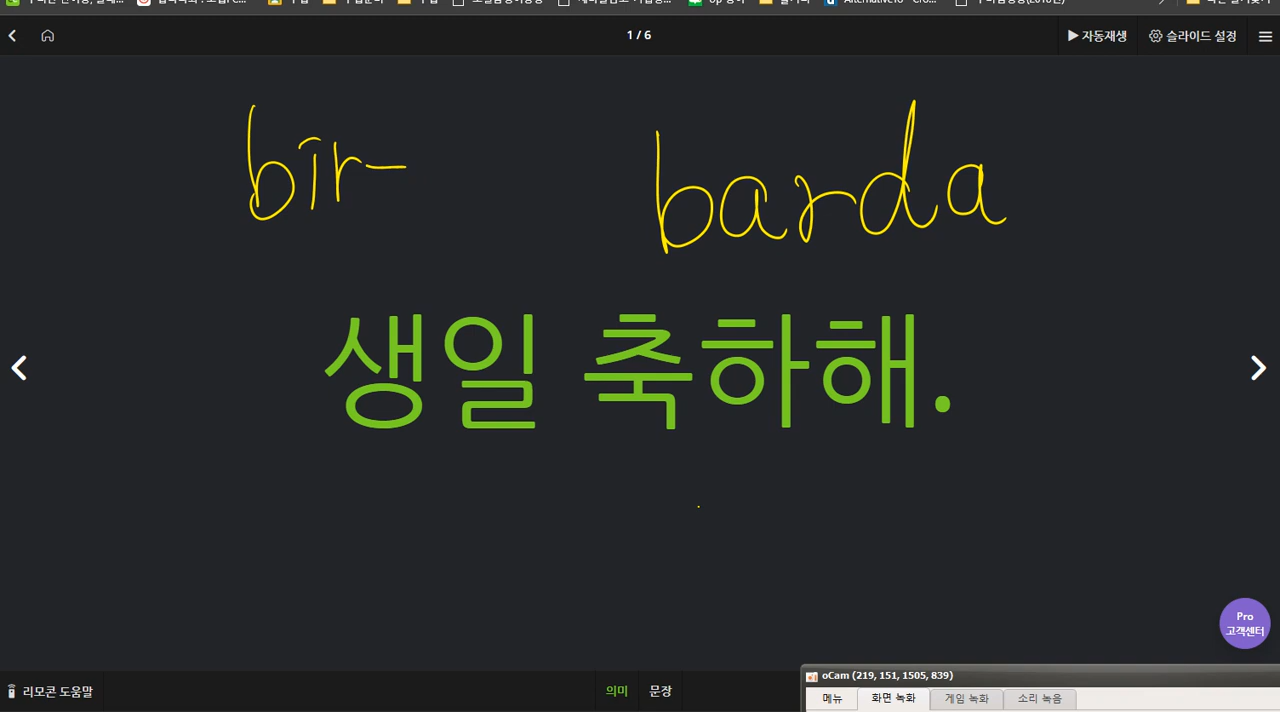 1 / 6
자동재생
슬라이드 설정
bir- barda
생일 축하해.
Pro
고객센터
리모콘 도움말
의미
문장
oCam (219, 151, 1505, 839)
메뉴
화면 녹화
게임 녹화
소리 녹음